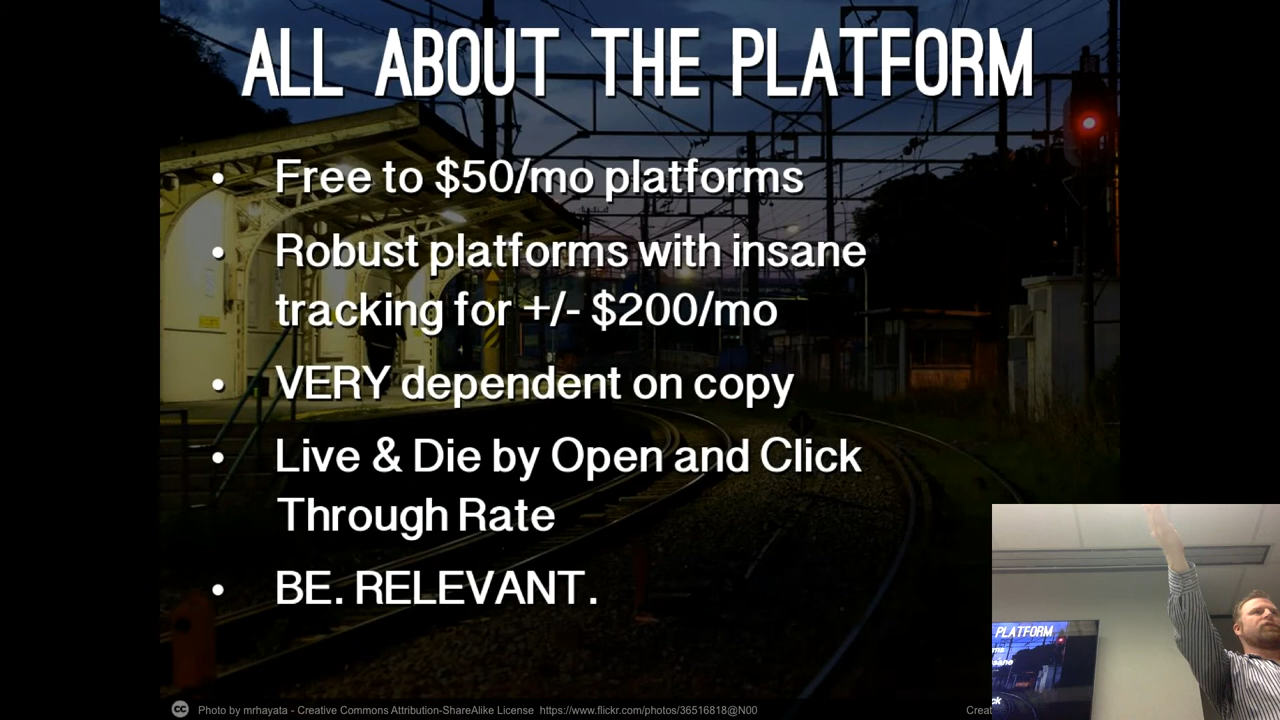 ALL ABOUT THE PLATFORM
• Free to $50/mo platforms
• Robust platforms with insane
tracking for +/- $200/mo
• VERY dependent on copy
• Live & Die by Open and Click
Through Rate
• BE. RELEVANT.
cc Photo by mrhayata - Creative Commons Attribution-ShareAlike License https://www.flickr.com/photos/36516818@N00
Creat
PLATFORM